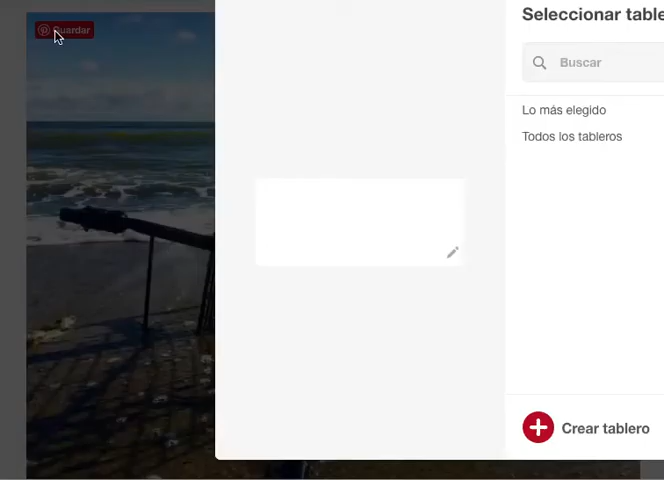 Guardar
Seleccionar table
Buscar
Lo más elegido
Todos los tableros
Crear tablero